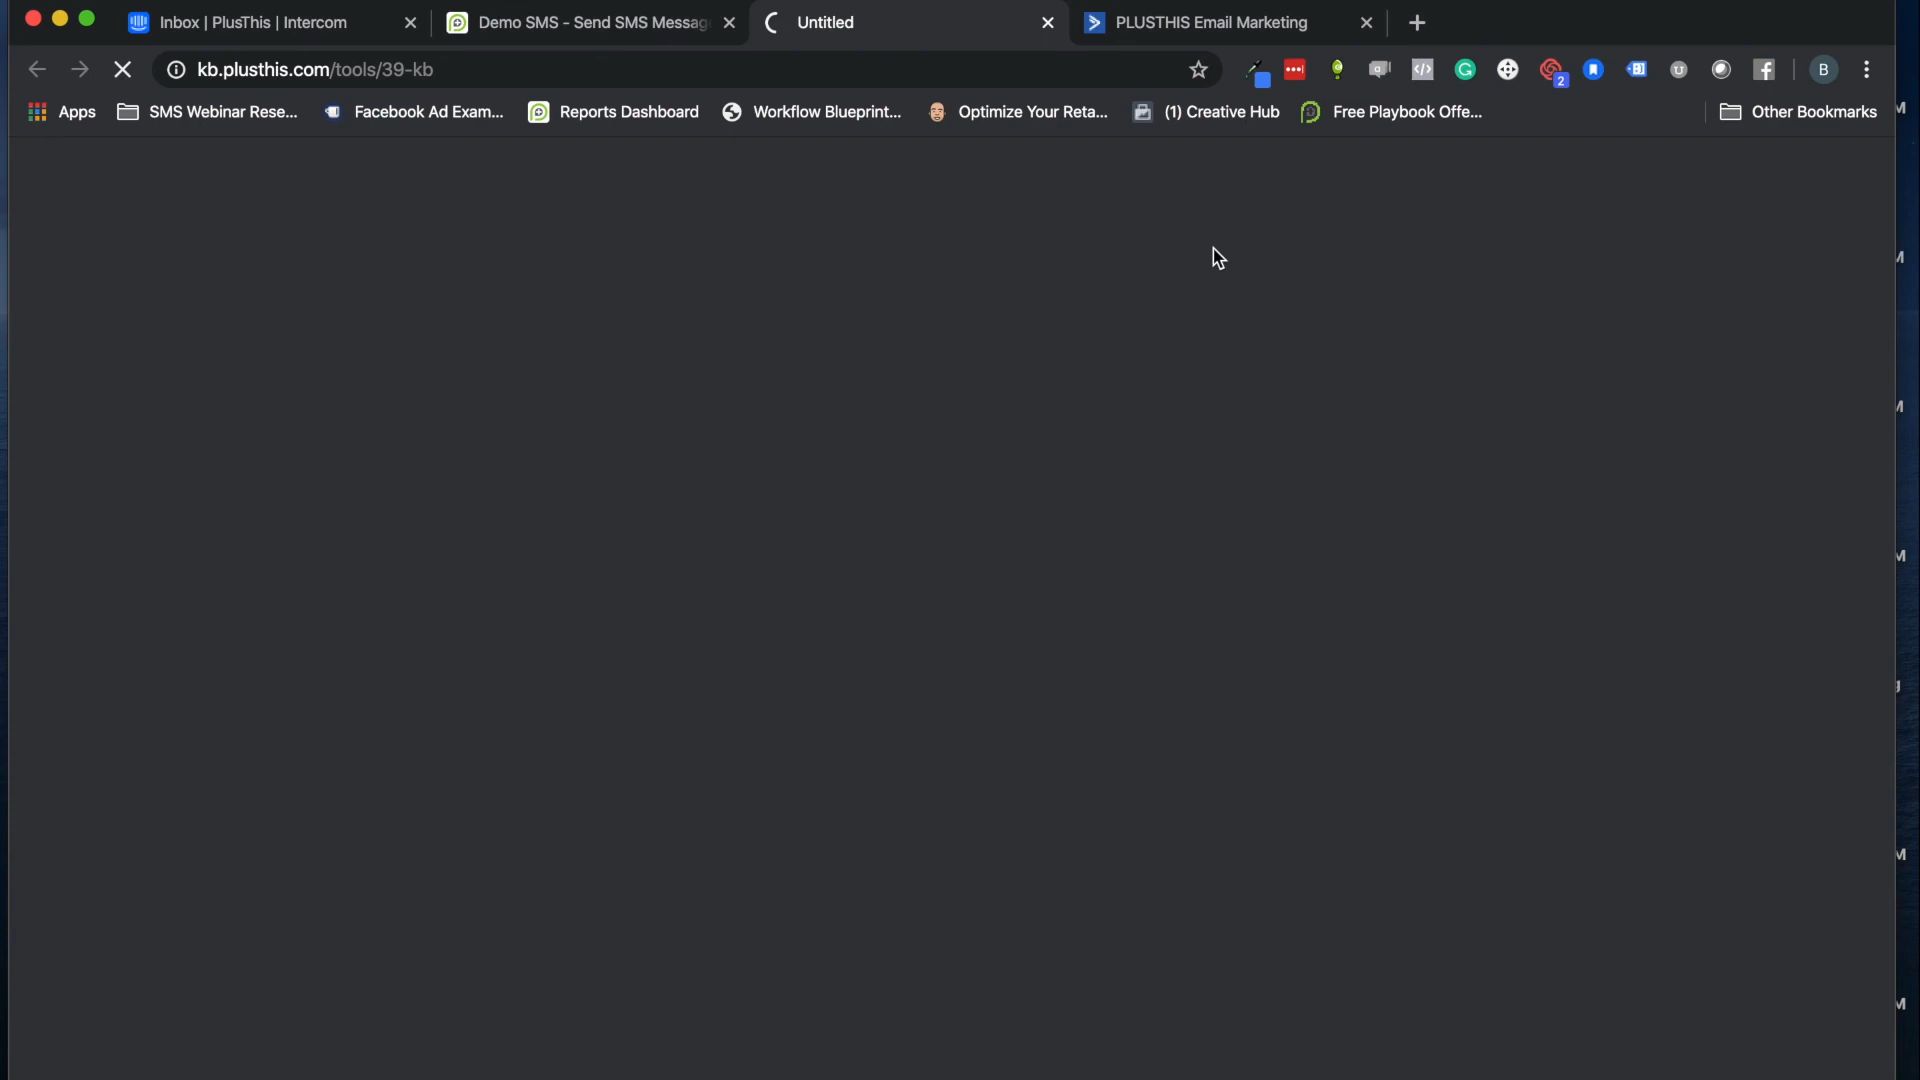 Inbox | PlusThis | Intercom
Demo SMS - Send SMS Messag
Untitled
PLUSTHIS Email Marketing
kb.plusthis.com/tools/39-kb
2
B
Apps
SMS Webinar Rese...
Facebook Ad Exam...
Reports Dashboard
Workflow Blueprint...
Optimize Your Reta...
(1) Creative Hub
Free Playbook Offe...
Other Bookmarks
M
M
M
M
g
M
M